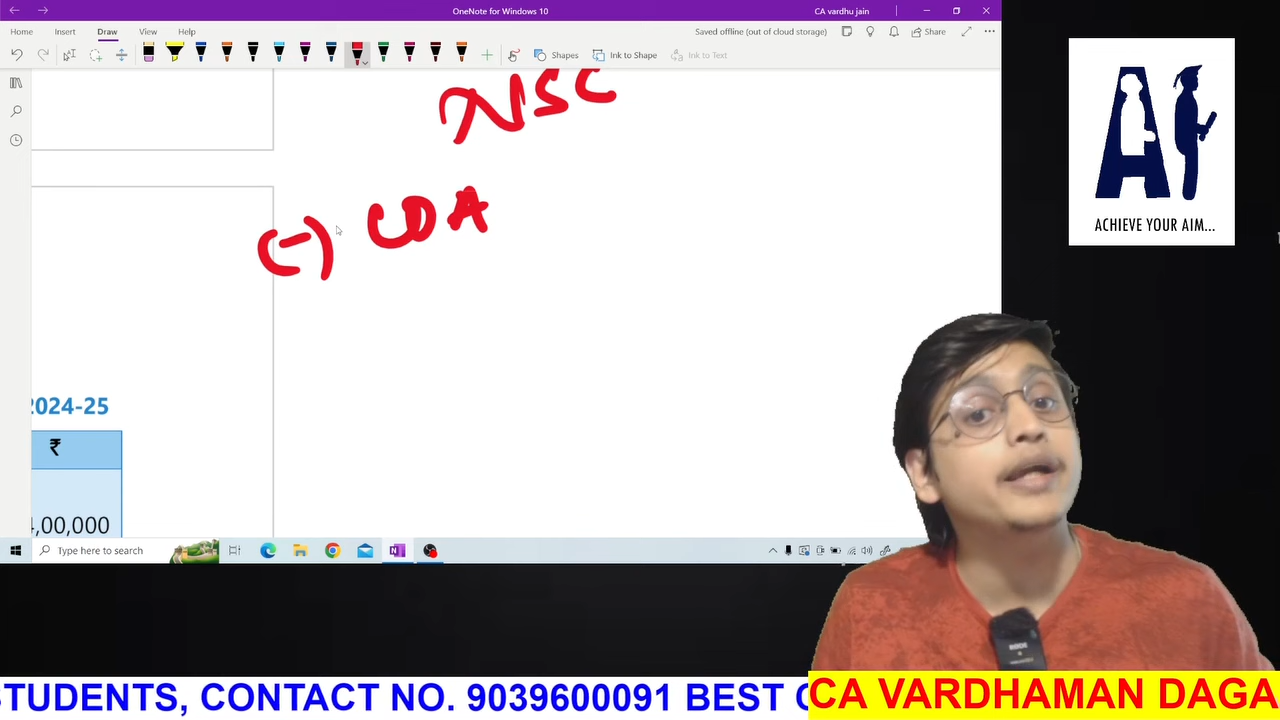 OneNote for Windows 10
CA vardhu jain
Home Insert Draw View Help
Saved offline (out of cloud storage)
Share
Shapes
Ink to Shape
Ink to Text
NSC
(-) CDA
2024-25
₹
4,00,000
Type here to search
ACHIEVE YOUR AIM...
RODE
STUDENTS, CONTACT NO. 9039600091 BEST
CA VARDHAMAN DAGA